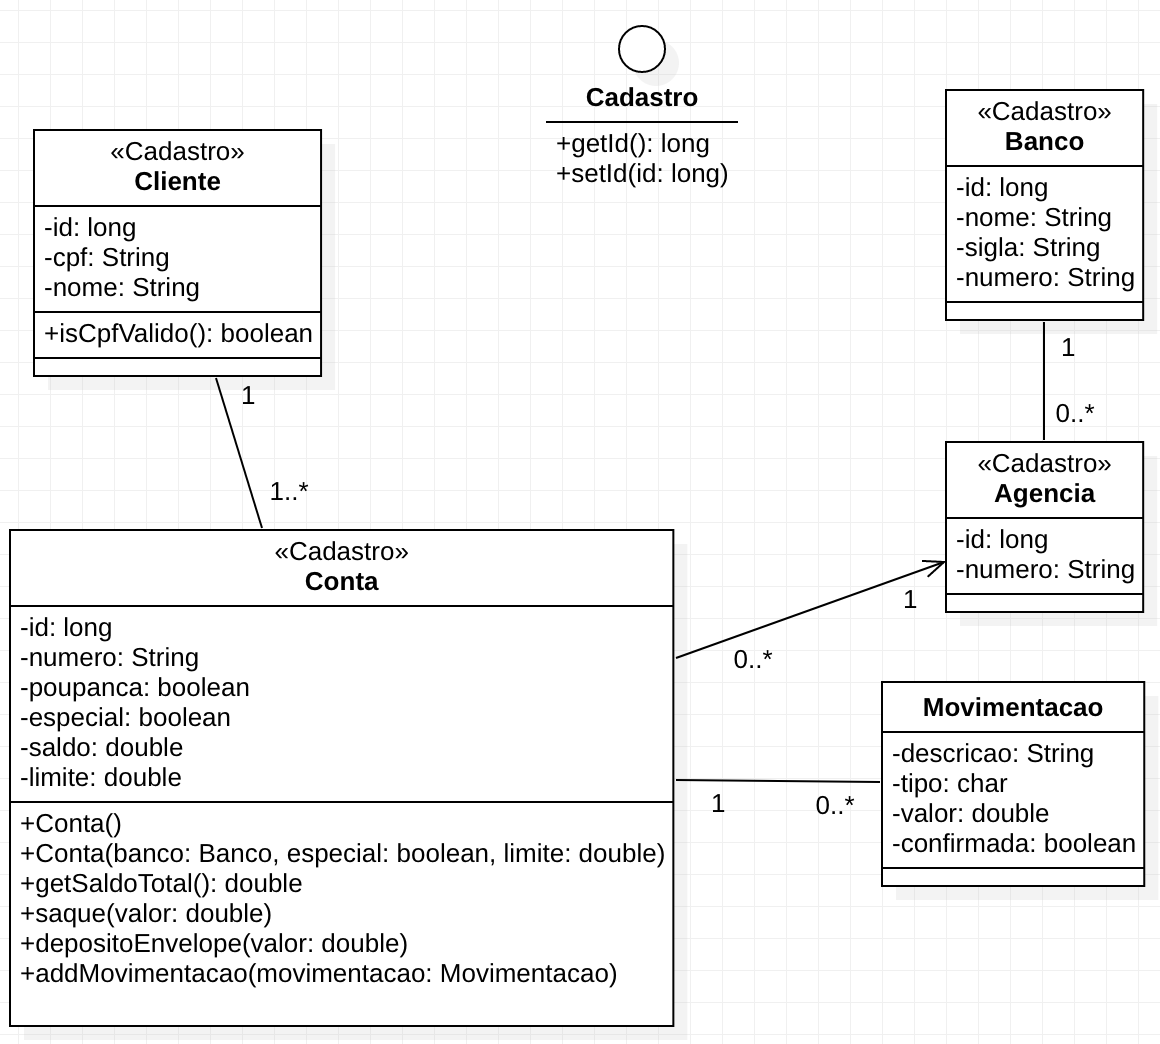 Cadastro
+getId(): long
+setId(id: long)
«Cadastro»
Cliente
-id: long
-cpf: String
-nome: String
+isCpfValido(): boolean
1
1..*
«Cadastro»
Banco
-id: long
-nome: String
-sigla: String
-numero: String
1
0..*
«Cadastro»
Agencia
-id: long
-numero: String
1
0..*
«Cadastro»
Conta
-id: long
-numero: String
-poupanca: boolean
-especial: boolean
-saldo: double
-limite: double
+Conta()
+Conta(banco: Banco, especial: boolean, limite: double)
+getSaldoTotal(): double
+saque(valor: double)
+depositoEnvelope(valor: double)
+addMovimentacao(movimentacao: Movimentacao)
1
0..*
Movimentacao
-descricao: String
-tipo: char
-valor: double
-confirmada: boolean